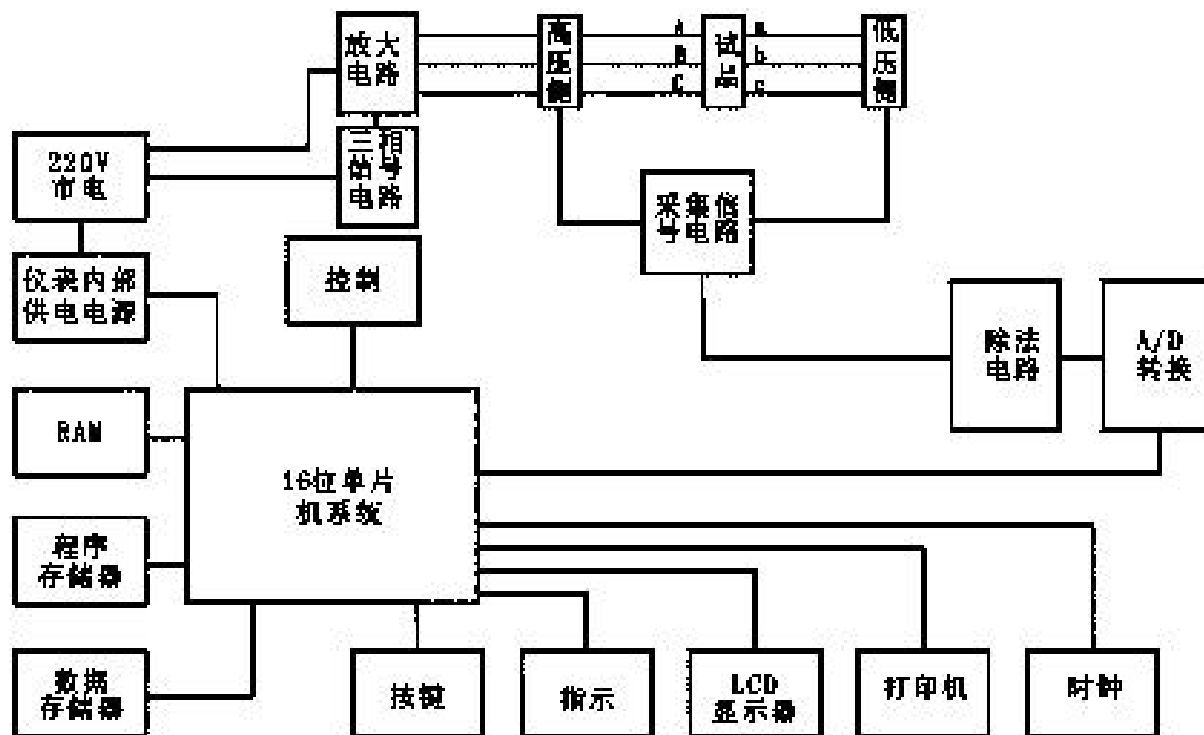 放大
电路
高
压
侧
A
B
C
试
品
a
b
c
低
压
侧
220V
市电
三相
信号
电路
采集信
号电路
仪表内部
供电电源
控制
除法
电路
A/D
转换
RAM
16位单片
机系统
程序
存储器
数据
存储器
按键
指示
LCD
显示器
打印机
时钟